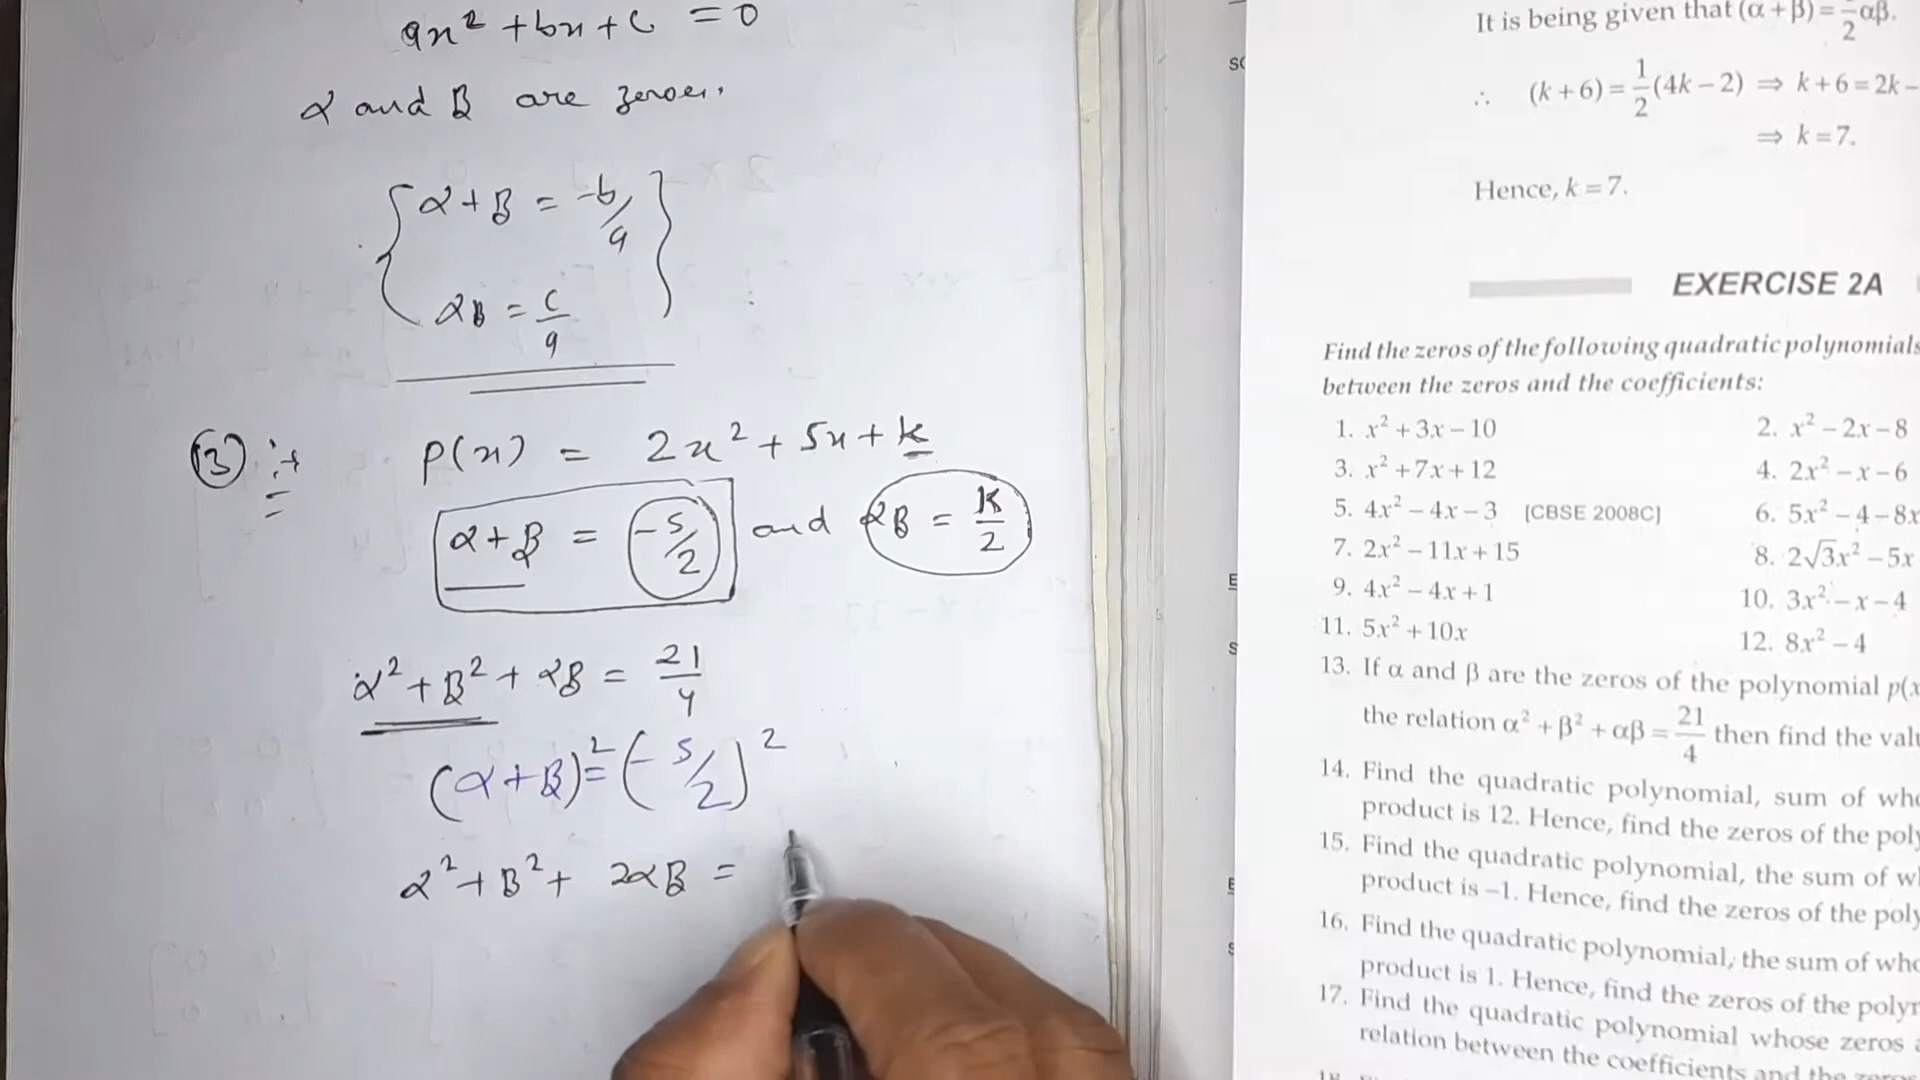 ax² + bx + c = 0
α and β are zeroes.
α + β = -b/a
αβ = c/a
(13) :→ P(x) = 2x² + 5x + k
α + β = -5/2 and αβ = k/2
α² + β² + αβ = 21/4
(α + β)² = (-5/2)²
α² + β² + 2αβ =
It is being given that (α + β) = /2 αβ.
∴ (k + 6) = 1/2 (4k − 2) ⇒ k + 6 = 2k −
⇒ k = 7.
Hence, k = 7.
EXERCISE 2A
Find the zeros of the following quadratic polynomials
between the zeros and the coefficients:
1. x² + 3x − 10 2. x² − 2x − 8
3. x² + 7x + 12 4. 2x² − x − 6
5. 4x² − 4x − 3 [CBSE 2008C] 6. 5x² − 4 − 8x
7. 2x² − 11x + 15 8. 2√3x² − 5x
9. 4x² − 4x + 1 10. 3x² − x − 4
11. 5x² + 10x 12. 8x² − 4
13. If α and β are the zeros of the polynomial p(x
the relation α² + β² + αβ = 21/4 then find the valu
14. Find the quadratic polynomial, sum of who
product is 12. Hence, find the zeros of the poly
15. Find the quadratic polynomial, the sum of wh
product is −1. Hence, find the zeros of the poly
16. Find the quadratic polynomial, the sum of who
product is 1. Hence, find the zeros of the polyn
17. Find the quadratic polynomial whose zeros a
relation between the coefficients and the zeros